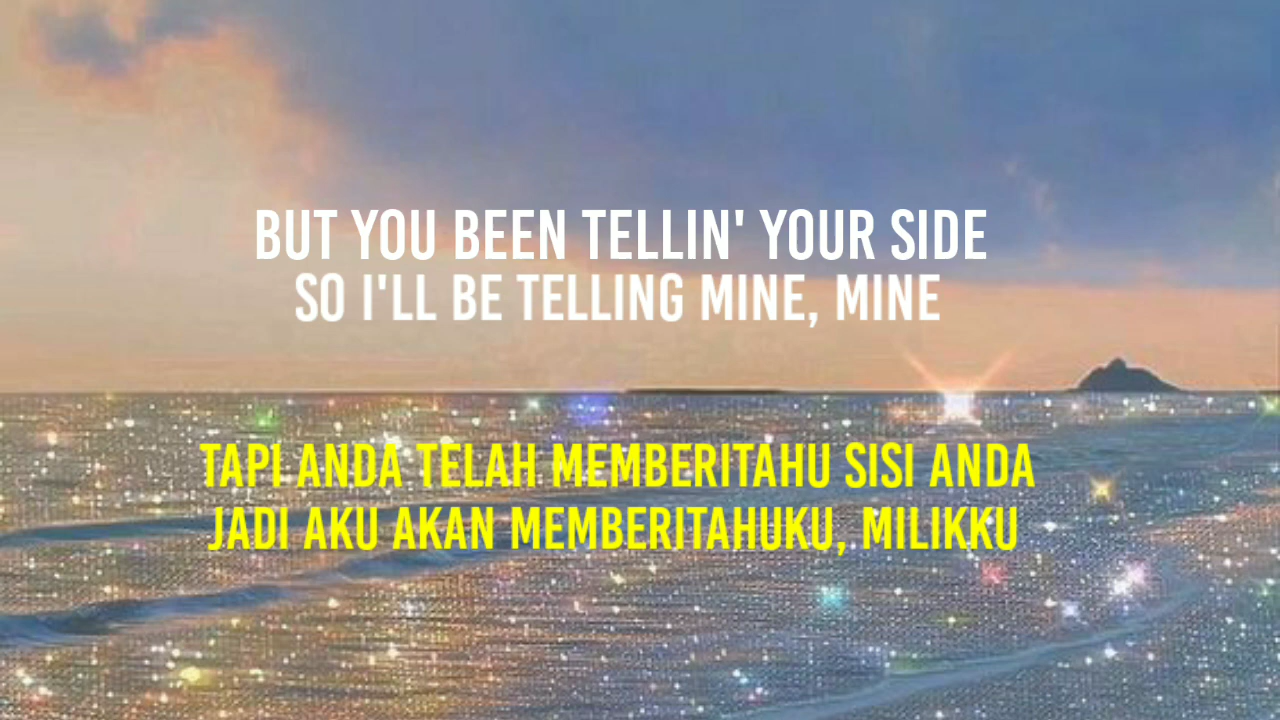 BUT YOU BEEN TELLIN' YOUR SIDE
SO I'LL BE TELLING MINE, MINE
TAPI ANDA TELAH MEMBERITAHU SISI ANDA
JADI AKU AKAN MEMBERITAHUKU, MILIKKU